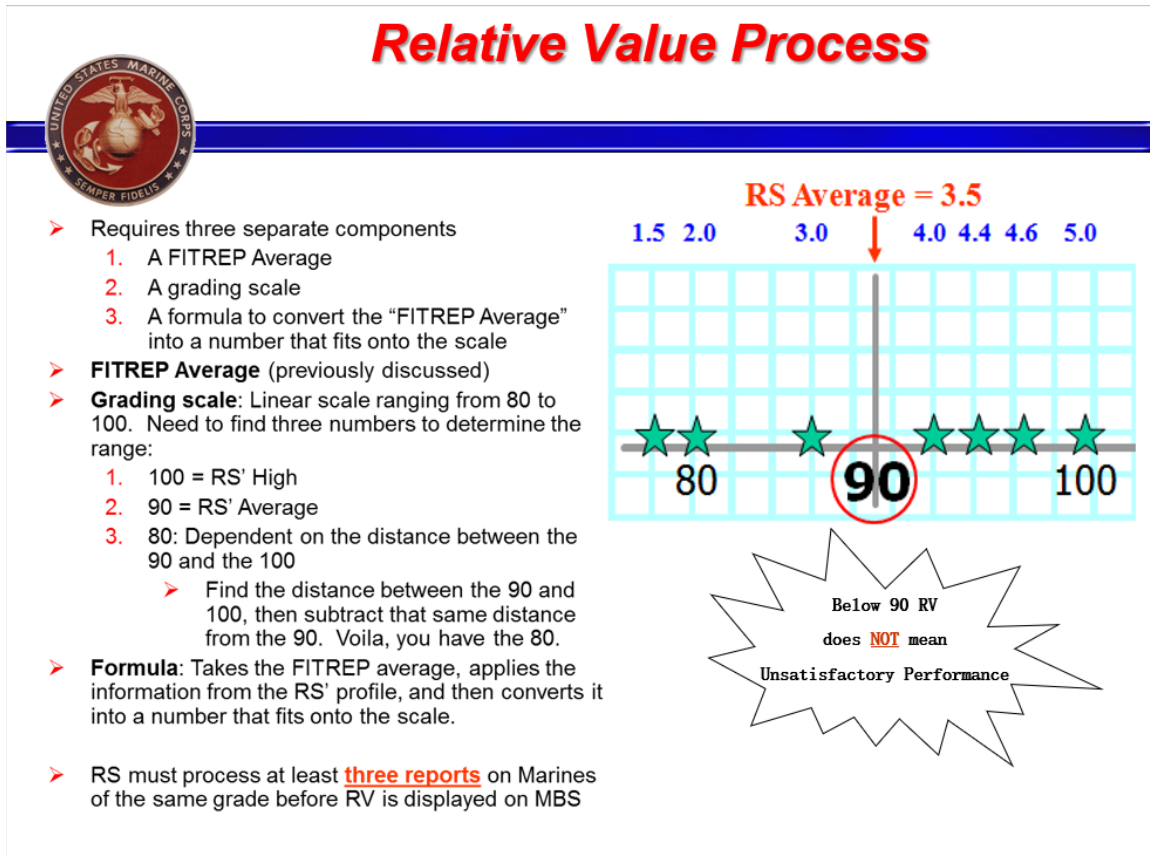 Relative Value Process
UNITED STATES MARINE CORPS
SEMPER FIDELIS
➢ Requires three separate components
1. A FITREP Average
2. A grading scale
3. A formula to convert the “FITREP Average”
into a number that fits onto the scale
➢ FITREP Average (previously discussed)
➢ Grading scale: Linear scale ranging from 80 to
100. Need to find three numbers to determine the
range:
1. 100 = RS’ High
2. 90 = RS’ Average
3. 80: Dependent on the distance between the
90 and the 100
➢ Find the distance between the 90 and
100, then subtract that same distance
from the 90. Voila, you have the 80.
➢ Formula: Takes the FITREP average, applies the
information from the RS’ profile, and then converts it
into a number that fits onto the scale.
➢ RS must process at least three reports on Marines
of the same grade before RV is displayed on MBS
RS Average = 3.5
1.5 2.0 3.0 4.0 4.4 4.6 5.0
80 90 100
Below 90 RV
does NOT mean
Unsatisfactory Performance